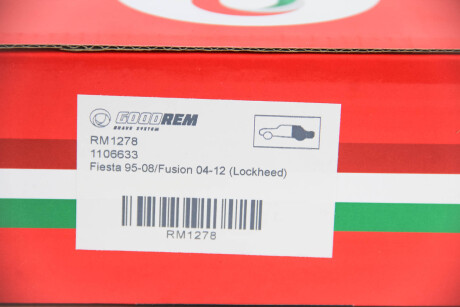 GOODREM
BRAKE SYSTEM
RM1278
1106633
Fiesta 95-08/Fusion 04-12 (Lockheed)
RM1278